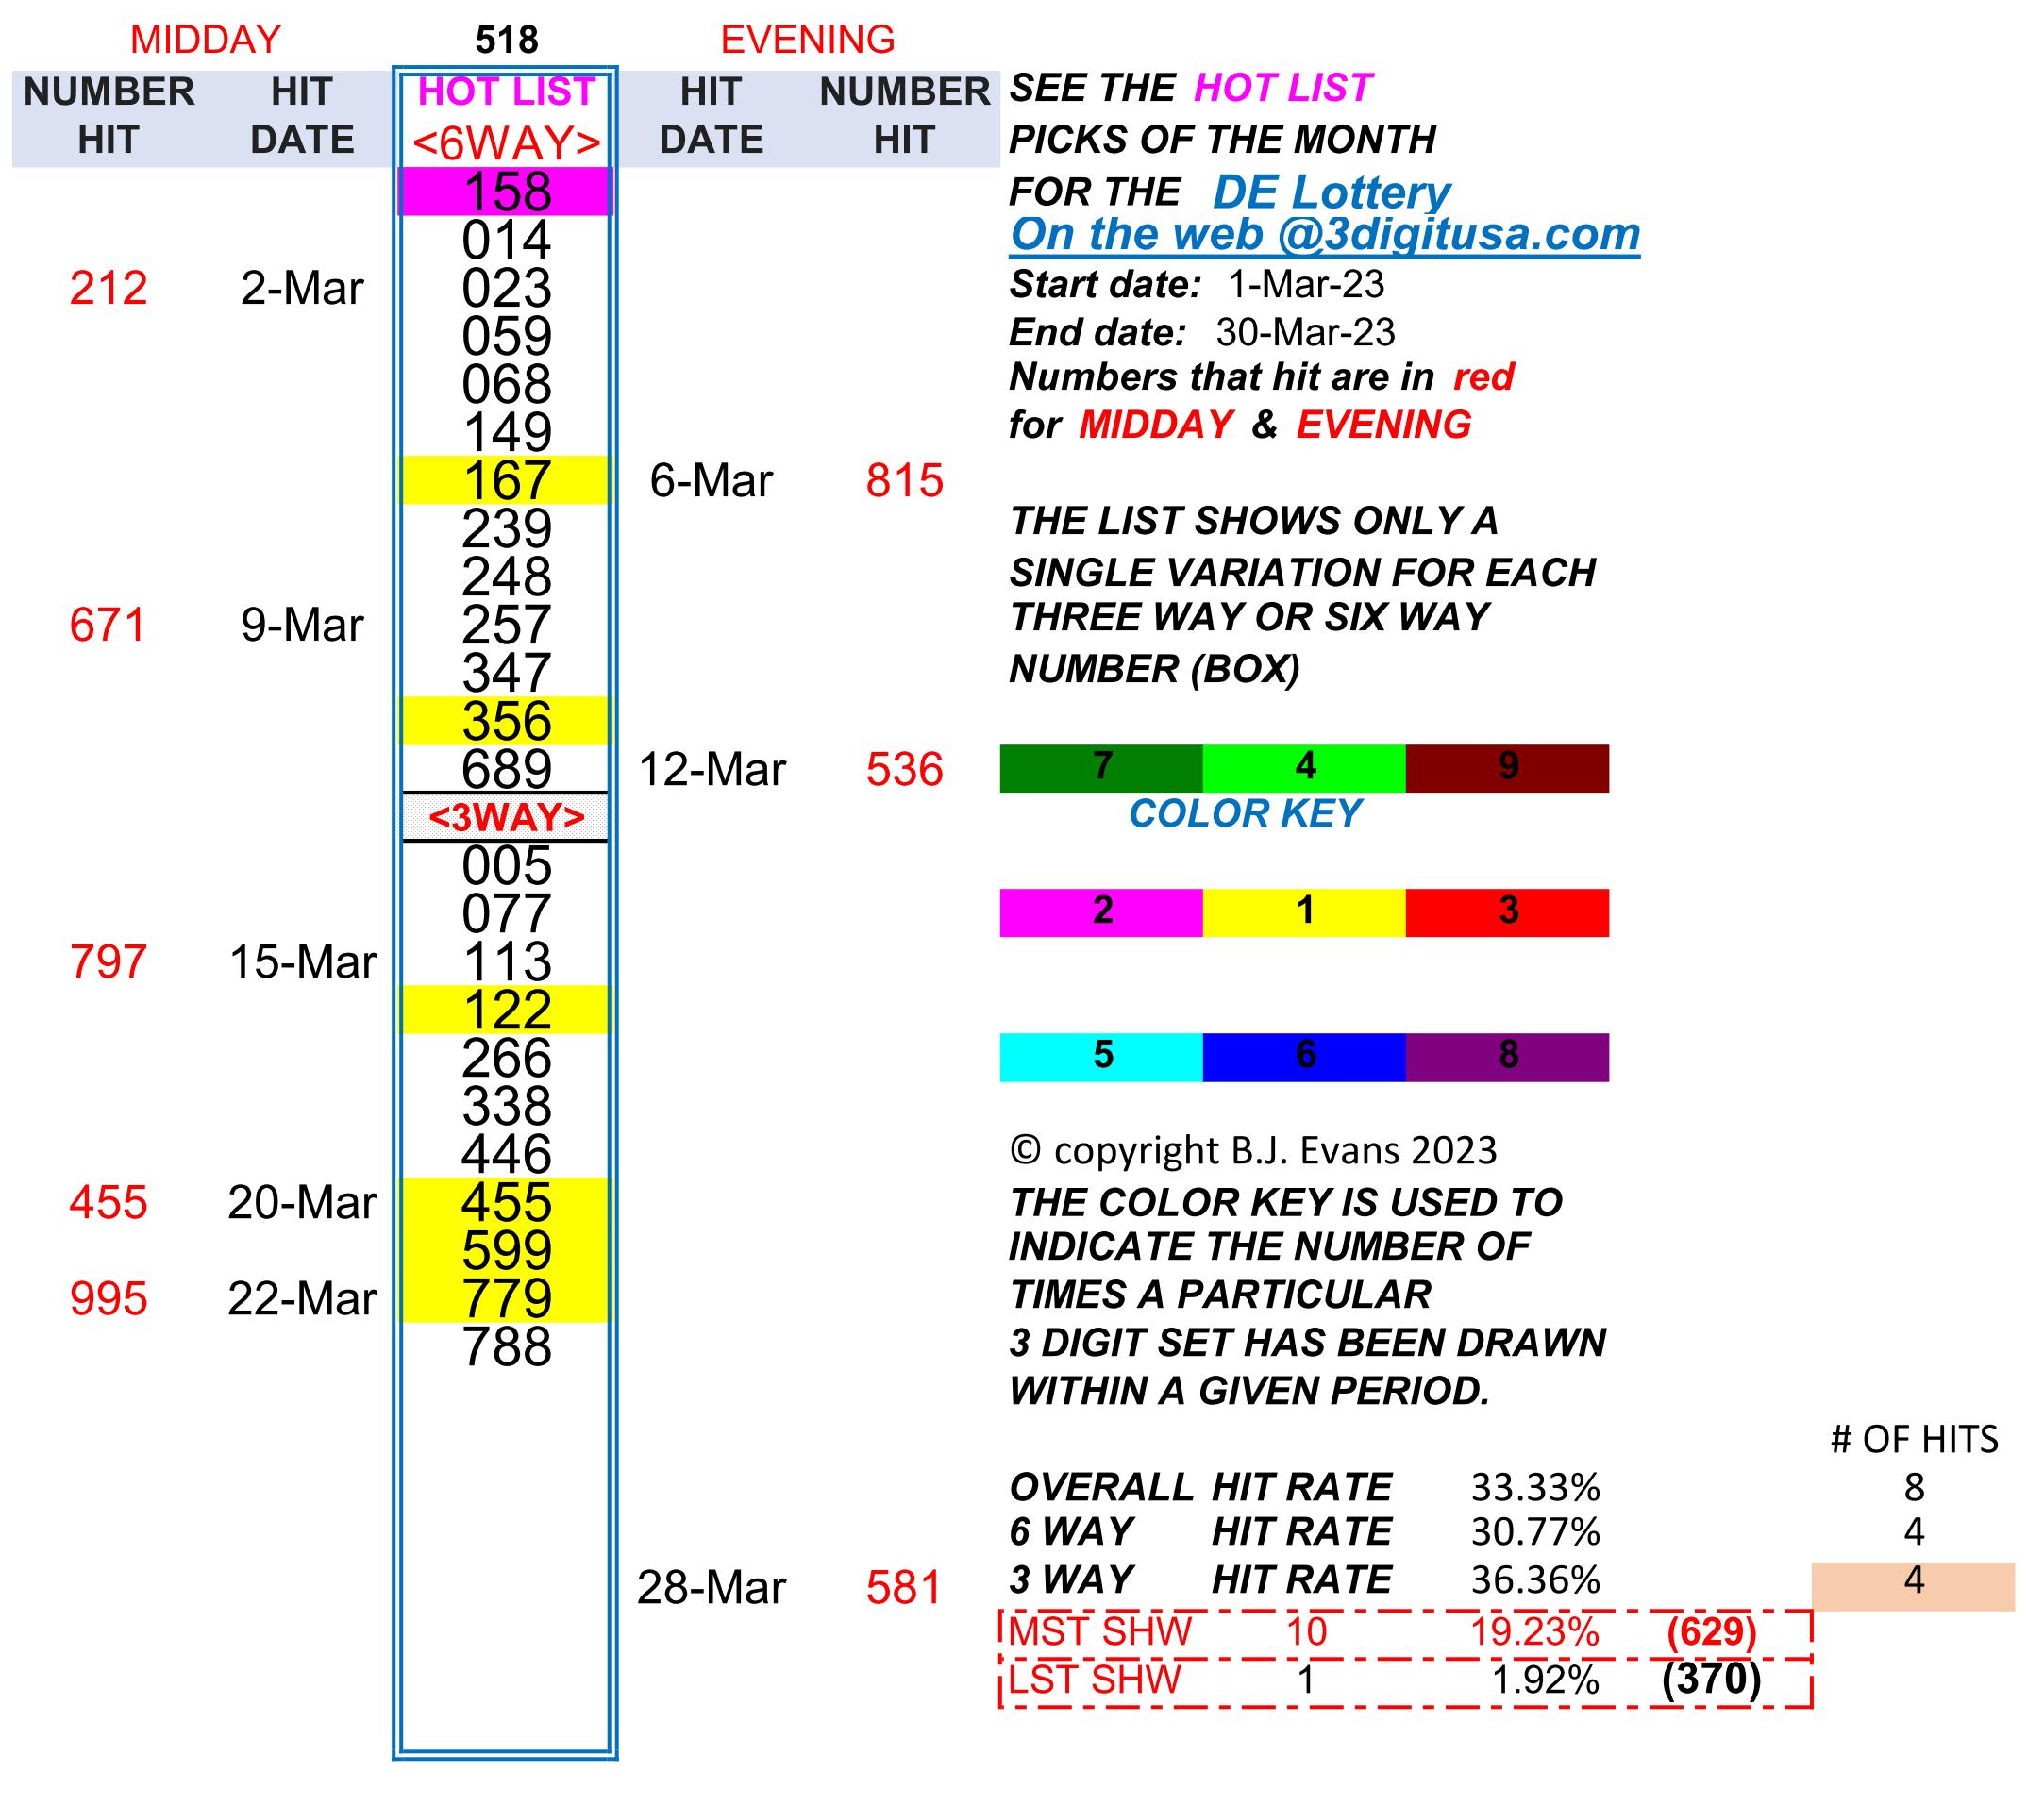 MIDDAY 518 EVENING
NUMBER HIT HOT LIST HIT NUMBER SEE THE HOT LIST
HIT DATE <6WAY> DATE HIT PICKS OF THE MONTH
158 FOR THE DE Lottery
014 On the web @3digitusa.com
212 2-Mar 023 Start date: 1-Mar-23
059 End date: 30-Mar-23
068 Numbers that hit are in red
149 for MIDDAY & EVENING
167 6-Mar 815
239 THE LIST SHOWS ONLY A
248 SINGLE VARIATION FOR EACH
671 9-Mar 257 THREE WAY OR SIX WAY
347 NUMBER (BOX)
356
689 12-Mar 536 7 4 9
<3WAY> COLOR KEY
005
077 2 1 3
797 15-Mar 113
122
266 5 6 8
338
446 © copyright B.J. Evans 2023
455 20-Mar 455 THE COLOR KEY IS USED TO
599 INDICATE THE NUMBER OF
995 22-Mar 779 TIMES A PARTICULAR
788 3 DIGIT SET HAS BEEN DRAWN
WITHIN A GIVEN PERIOD.
# OF HITS
OVERALL HIT RATE 33.33% 8
6 WAY HIT RATE 30.77% 4
28-Mar 581 3 WAY HIT RATE 36.36% 4
MST SHW 10 19.23% (629)
LST SHW 1 1.92% (370)